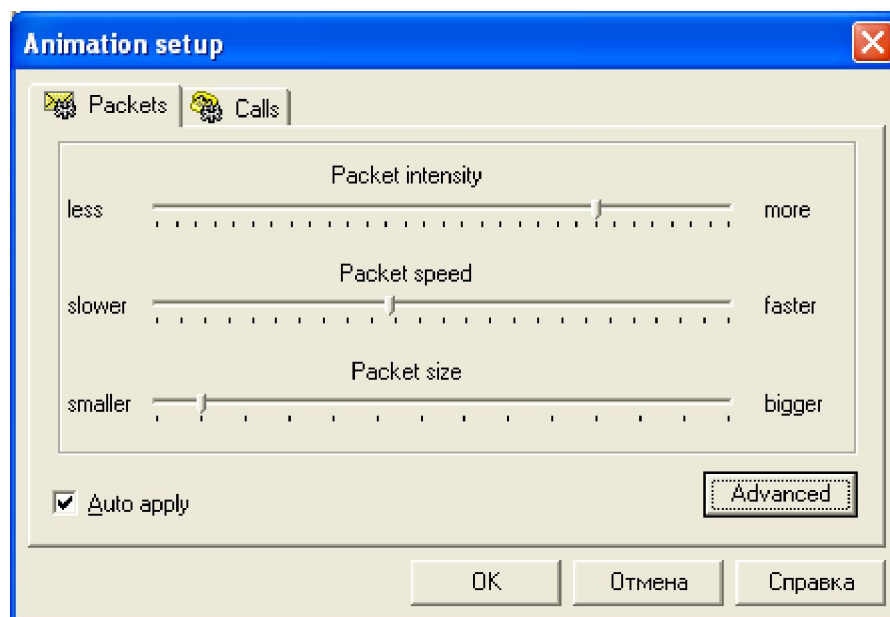 Animation setup
Packets
Calls
Packet intensity
less
more
Packet speed
slower
faster
Packet size
smaller
bigger
Auto apply
Advanced
OK
Отмена
Справка